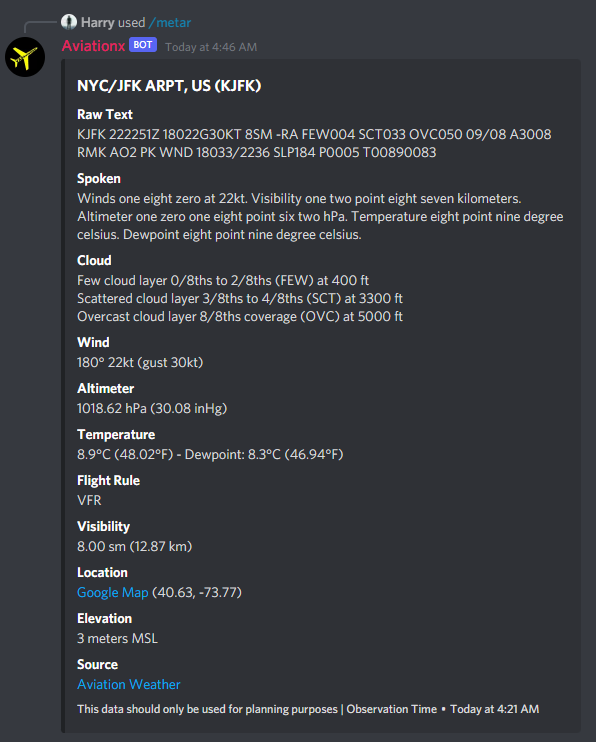 Harry used /metar
Aviationx BOT Today at 4:46 AM
NYC/JFK ARPT, US (KJFK)
Raw Text
KJFK 222251Z 18022G30KT 8SM -RA FEW004 SCT033 OVC050 09/08 A3008
RMK AO2 PK WND 18033/2236 SLP184 P0005 T00890083
Spoken
Winds one eight zero at 22kt. Visibility one two point eight seven kilometers.
Altimeter one zero one eight point six two hPa. Temperature eight point nine degree
celsius. Dewpoint eight point nine degree celsius.
Cloud
Few cloud layer 0/8ths to 2/8ths (FEW) at 400 ft
Scattered cloud layer 3/8ths to 4/8ths (SCT) at 3300 ft
Overcast cloud layer 8/8ths coverage (OVC) at 5000 ft
Wind
180° 22kt (gust 30kt)
Altimeter
1018.62 hPa (30.08 inHg)
Temperature
8.9°C (48.02°F) - Dewpoint: 8.3°C (46.94°F)
Flight Rule
VFR
Visibility
8.00 sm (12.87 km)
Location
Google Map (40.63, -73.77)
Elevation
3 meters MSL
Source
Aviation Weather
This data should only be used for planning purposes | Observation Time • Today at 4:21 AM